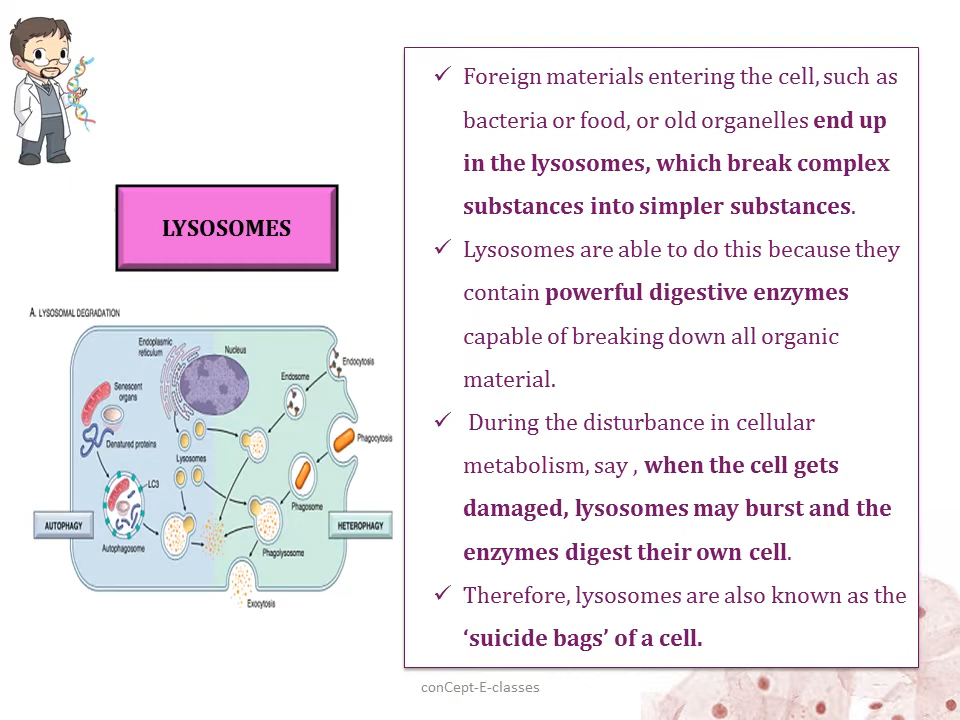 LYSOSOMES
A. LYSOSOMAL DEGRADATION
Endoplasmic
reticulum
Nucleus
Endocytosis
Endosome
Senescent
organs
Denatured proteins
Lysosomes
Phagocytosis
LC3
Phagosome
AUTOPHAGY
HETEROPHAGY
Autophagosome
Phagolysosome
Exocytosis
✓ Foreign materials entering the cell, such as
bacteria or food, or old organelles end up
in the lysosomes, which break complex
substances into simpler substances.
✓ Lysosomes are able to do this because they
contain powerful digestive enzymes
capable of breaking down all organic
material.
✓ During the disturbance in cellular
metabolism, say , when the cell gets
damaged, lysosomes may burst and the
enzymes digest their own cell.
✓ Therefore, lysosomes are also known as the
‘suicide bags’ of a cell.
conCept-E-classes